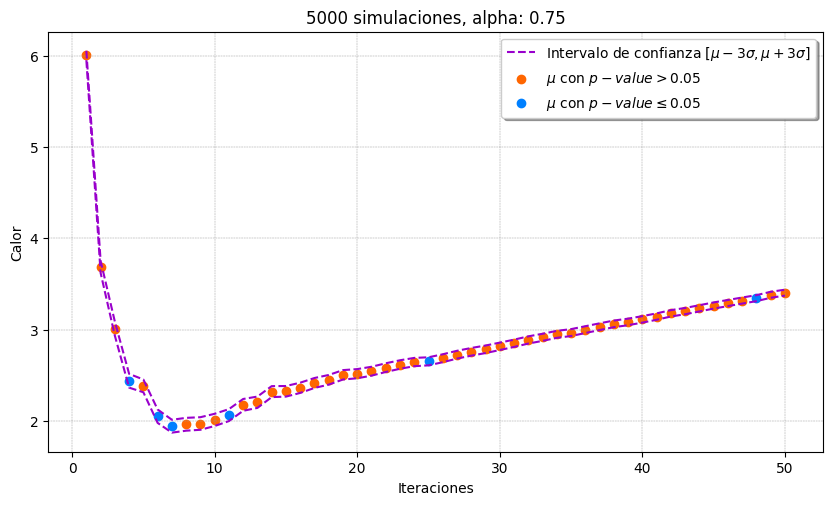 5000 simulaciones, alpha: 0.75
Intervalo de confianza [μ − 3σ, μ + 3σ]
μ con p − value > 0.05
μ con p − value ≤ 0.05
Calor
6
5
4
3
2
0 10 20 30 40 50
Iteraciones